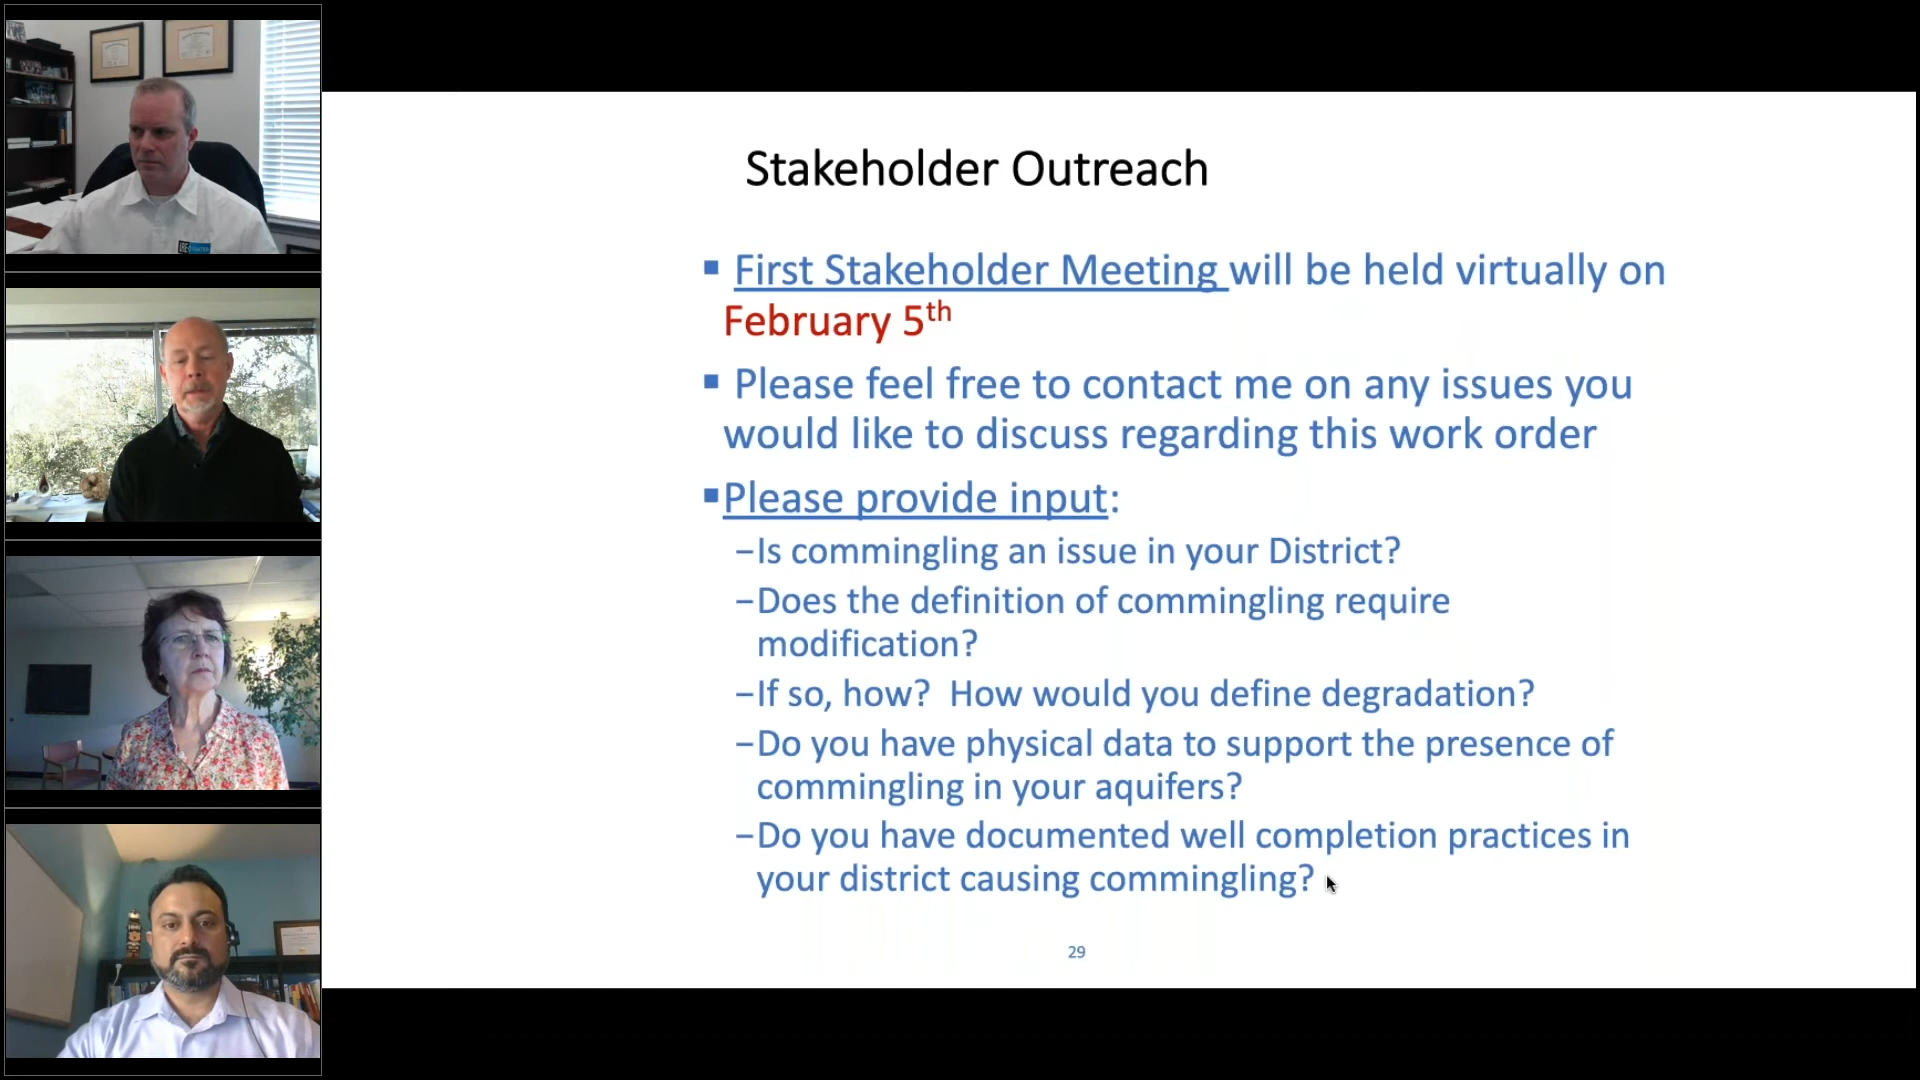 LRE WATER
Stakeholder Outreach
▪ First Stakeholder Meeting will be held virtually on
February 5th
▪ Please feel free to contact me on any issues you
would like to discuss regarding this work order
▪Please provide input:
–Is commingling an issue in your District?
–Does the definition of commingling require
modification?
–If so, how? How would you define degradation?
–Do you have physical data to support the presence of
commingling in your aquifers?
–Do you have documented well completion practices in
your district causing commingling?
29